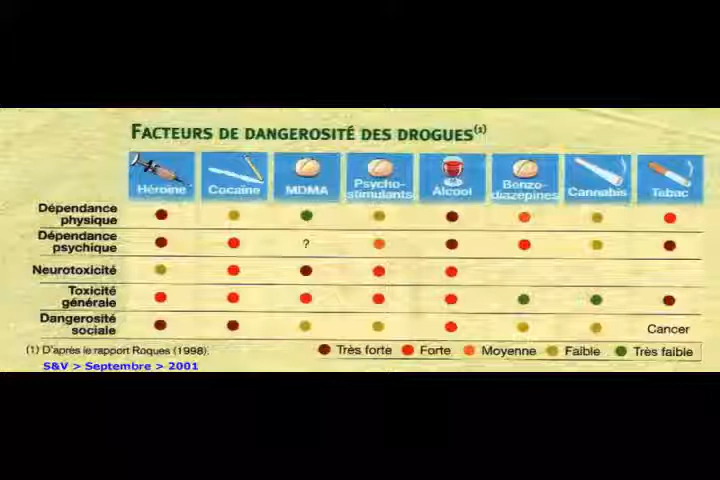 FACTEURS DE DANGEROSITÉ DES DROGUES(1)
Héroïne Cocaïne MDMA Psycho-stimulants Alcool Benzo-diazépines Cannabis Tabac
Dépendance
physique
Dépendance
psychique ?
Neurotoxicité
Toxicité
générale
Dangerosité
sociale Cancer
(1) D'après le rapport Roques (1998). Très forte Forte Moyenne Faible Très faible
S&V > Septembre > 2001